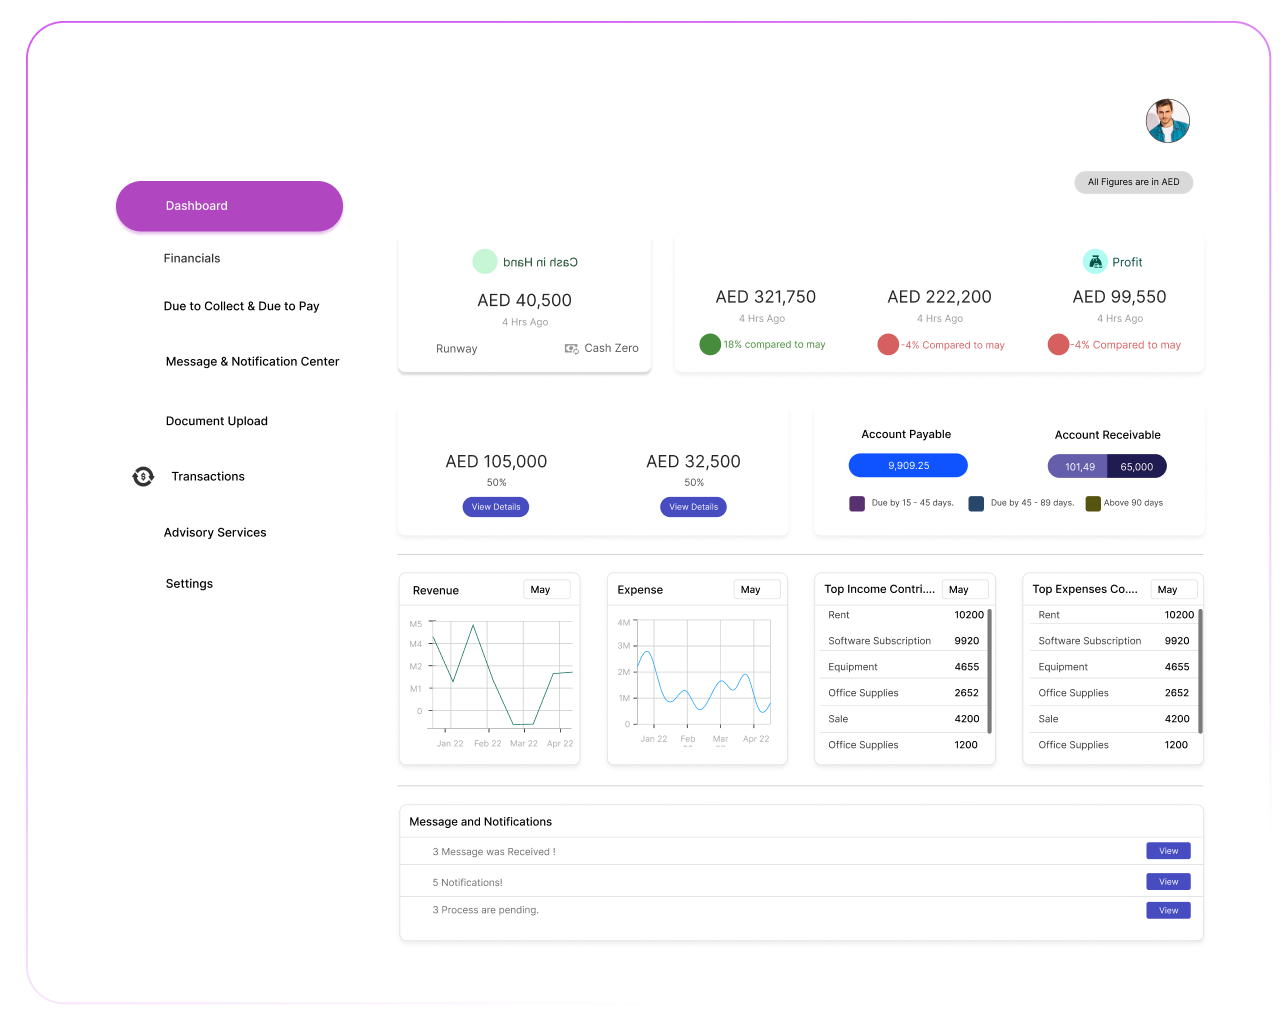 All Figures are in AED
Dashboard
Financials
Due to Collect & Due to Pay
Message & Notification Center
Document Upload
Transactions
Advisory Services
Settings
Cash in Hand
AED 40,500
4 Hrs Ago
Runway
Cash Zero
Profit
AED 321,750
AED 222,200
AED 99,550
4 Hrs Ago
4 Hrs Ago
4 Hrs Ago
18% compared to may
-4% Compared to may
-4% Compared to may
AED 105,000
AED 32,500
50%
50%
View Details
View Details
Account Payable
Account Receivable
9,909.25
101,49
65,000
Due by 15 - 45 days.
Due by 45 - 89 days.
Above 90 days
Revenue
May
M5
M4
M2
M1
0
Jan 22
Feb 22
Mar 22
Apr 22
Expense
May
4M
3M
2M
1M
0
Jan 22
Feb
Mar
Apr 22
Top Income Contri....
May
Rent 10200
Software Subscription 9920
Equipment 4655
Office Supplies 2652
Sale 4200
Office Supplies 1200
Top Expenses Co....
May
Rent 10200
Software Subscription 9920
Equipment 4655
Office Supplies 2652
Sale 4200
Office Supplies 1200
Message and Notifications
3 Message was Received !
View
5 Notifications!
View
3 Process are pending.
View